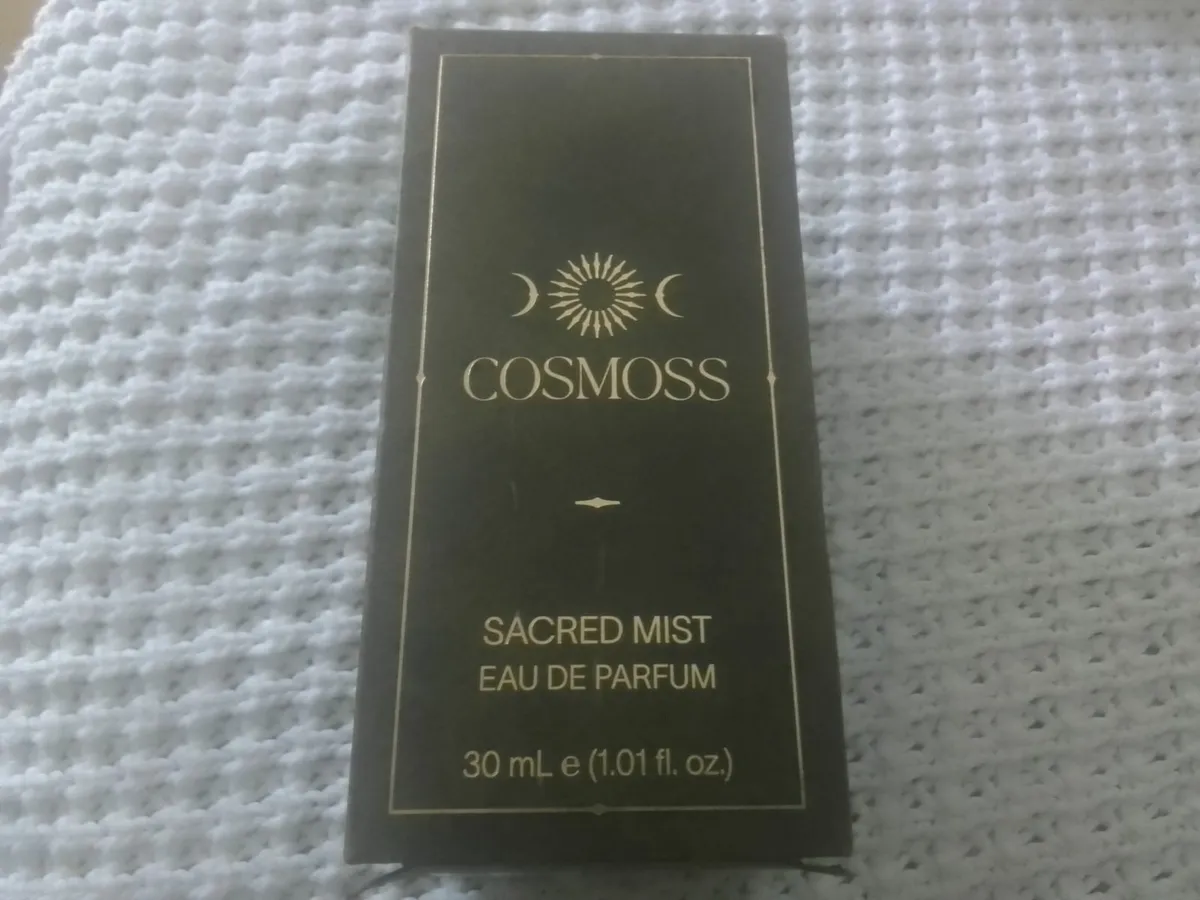 COSMOSS
SACRED MIST
EAU DE PARFUM
30 mL e (1.01 fl. oz.)